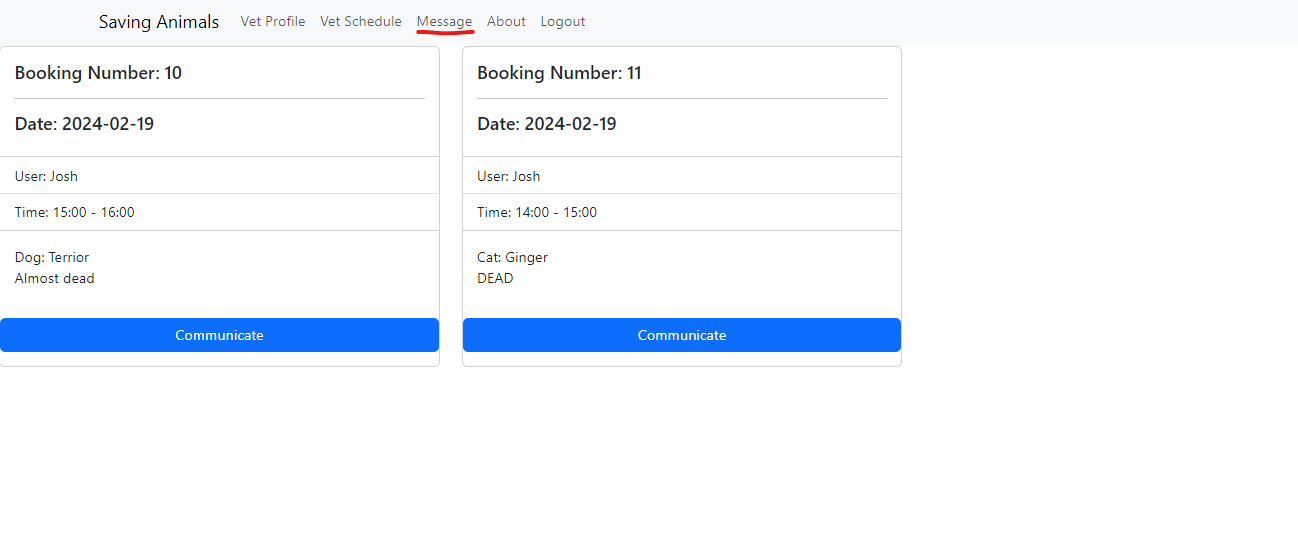 Saving Animals Vet Profile Vet Schedule Message About Logout
Booking Number: 10
Date: 2024-02-19
User: Josh
Time: 15:00 - 16:00
Dog: Terrior
Almost dead
Communicate
Booking Number: 11
Date: 2024-02-19
User: Josh
Time: 14:00 - 15:00
Cat: Ginger
DEAD
Communicate